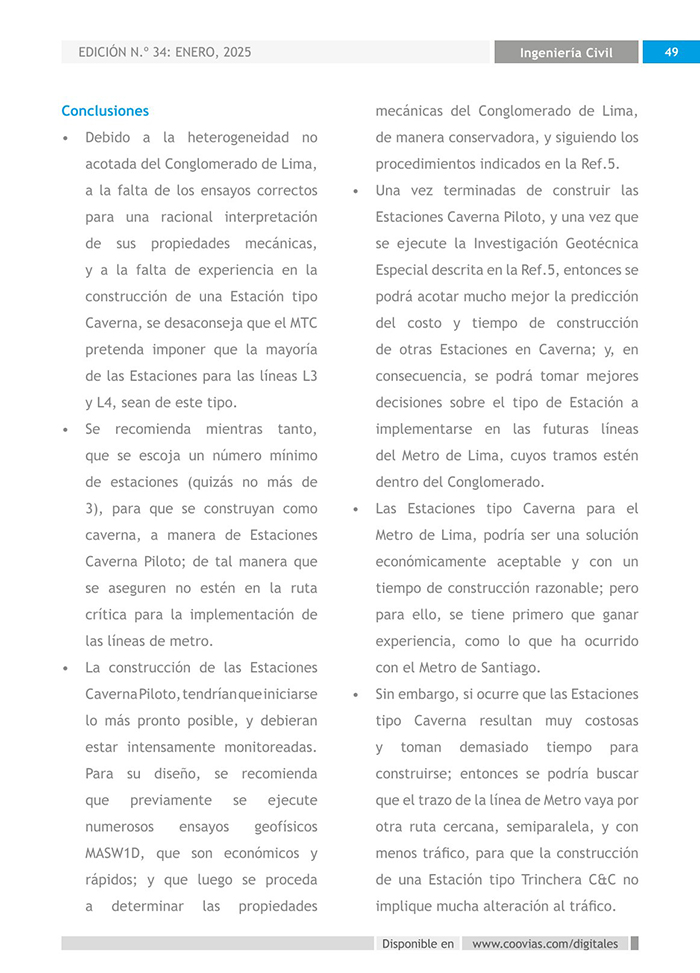 EDICIÓN N.º 34: ENERO, 2025
Ingeniería Civil
49
Conclusiones
• Debido a la heterogeneidad no
acotada del Conglomerado de Lima,
a la falta de los ensayos correctos
para una racional interpretación
de sus propiedades mecánicas,
y a la falta de experiencia en la
construcción de una Estación tipo
Caverna, se desaconseja que el MTC
pretenda imponer que la mayoría
de las Estaciones para las líneas L3
y L4, sean de este tipo.
• Se recomienda mientras tanto,
que se escoja un número mínimo
de estaciones (quizás no más de
3), para que se construyan como
caverna, a manera de Estaciones
Caverna Piloto; de tal manera que
se aseguren no estén en la ruta
crítica para la implementación de
las líneas de metro.
• La construcción de las Estaciones
Caverna Piloto, tendrían que iniciarse
lo más pronto posible, y debieran
estar intensamente monitoreadas.
Para su diseño, se recomienda
que previamente se ejecute
numerosos ensayos geofísicos
MASW1D, que son económicos y
rápidos; y que luego se proceda
a determinar las propiedades
mecánicas del Conglomerado de Lima,
de manera conservadora, y siguiendo los
procedimientos indicados en la Ref.5.
• Una vez terminadas de construir las
Estaciones Caverna Piloto, y una vez que
se ejecute la Investigación Geotécnica
Especial descrita en la Ref.5, entonces se
podrá acotar mucho mejor la predicción
del costo y tiempo de construcción
de otras Estaciones en Caverna; y, en
consecuencia, se podrá tomar mejores
decisiones sobre el tipo de Estación a
implementarse en las futuras líneas
del Metro de Lima, cuyos tramos estén
dentro del Conglomerado.
• Las Estaciones tipo Caverna para el
Metro de Lima, podría ser una solución
económicamente aceptable y con un
tiempo de construcción razonable; pero
para ello, se tiene primero que ganar
experiencia, como lo que ha ocurrido
con el Metro de Santiago.
• Sin embargo, si ocurre que las Estaciones
tipo Caverna resultan muy costosas
y toman demasiado tiempo para
construirse; entonces se podría buscar
que el trazo de la línea de Metro vaya por
otra ruta cercana, semiparalela, y con
menos tráfico, para que la construcción
de una Estación tipo Trinchera C&C no
implique mucha alteración al tráfico.
Disponible en www.coovias.com/digitales